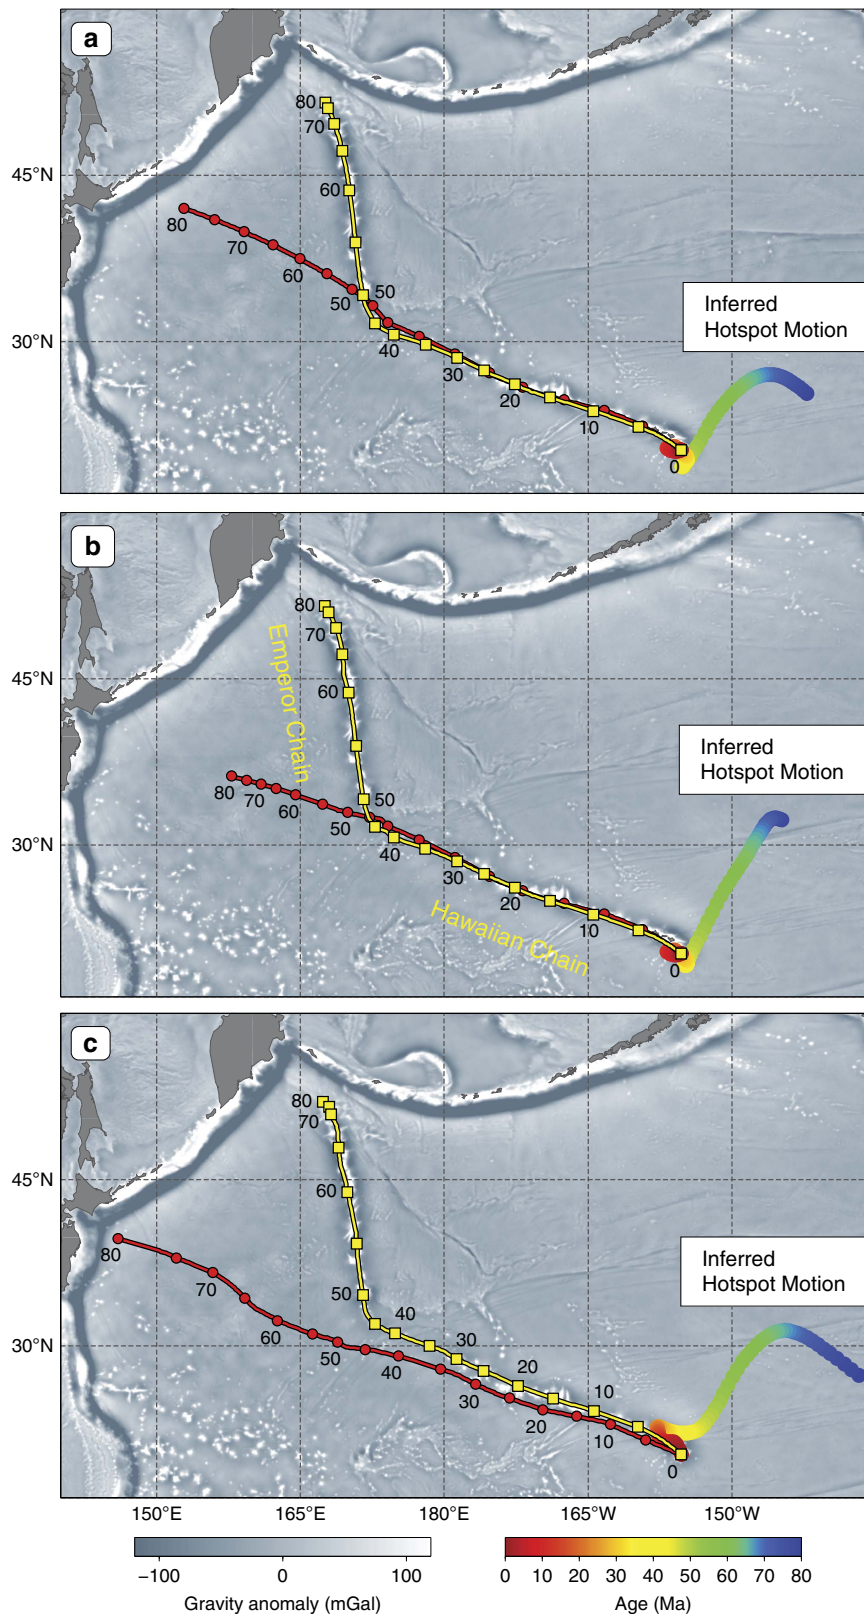 a
80
70
60
45°N
80
70
60
50
50
40
30
20
10
0
30°N
Inferred
Hotspot Motion
b
80
70
60
45°N
Emperor Chain
80
70
60
50
50
40
30
20
10
0
30°N
Hawaiian Chain
Inferred
Hotspot Motion
c
80
70
60
45°N
80
70
60
50
50
40
40
30
30
20
20
10
10
0
30°N
Inferred
Hotspot Motion
150°E
165°E
180°E
165°W
150°W
−100
0
100
Gravity anomaly (mGal)
0
10
20
30
40
50
60
70
80
Age (Ma)